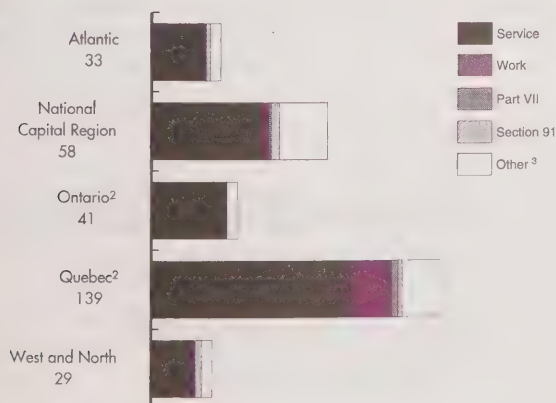 Atlantic
33
National
Capital Region
58
Ontario²
41
Quebec²
139
West and North
29
Service
Work
Part VII
Section 91
Other ³